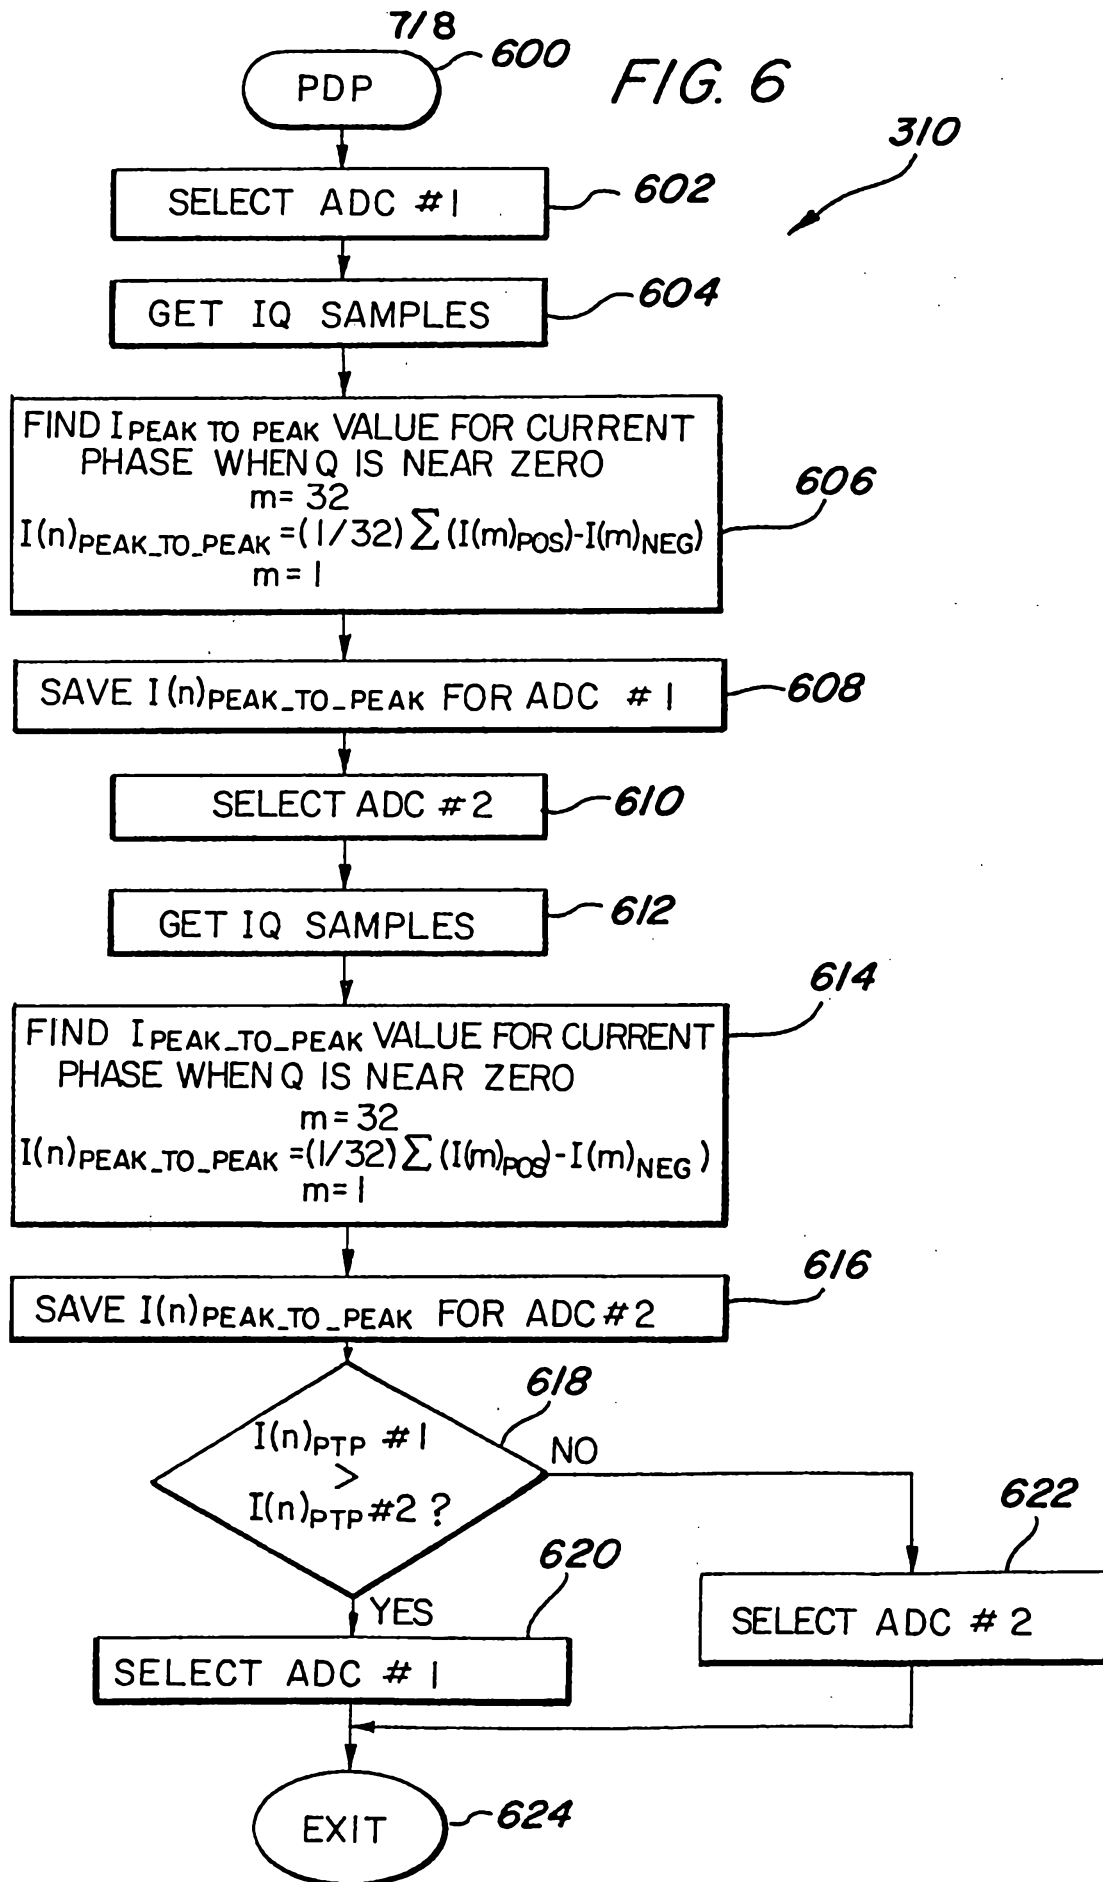 7/8
600
FIG. 6
PDP
310
SELECT ADC #1
602
GET IQ SAMPLES
604
FIND I PEAK TO PEAK VALUE FOR CURRENT
PHASE WHEN Q IS NEAR ZERO
m= 32
I(n)PEAK_TO_PEAK =(1/32) ∑ (I(m)POS)-I(m)NEG)
m= 1
606
SAVE I(n)PEAK_TO_PEAK FOR ADC #1
608
SELECT ADC #2
610
GET IQ SAMPLES
612
614
FIND I PEAK_TO_PEAK VALUE FOR CURRENT
PHASE WHEN Q IS NEAR ZERO
m= 32
I(n)PEAK_TO_PEAK =(1/32) ∑ (I(m)POS)-I(m)NEG)
m= 1
616
SAVE I(n)PEAK_TO_PEAK FOR ADC #2
618
I(n)PTP #1
>
I(n)PTP #2 ?
NO
622
620
YES
SELECT ADC #2
SELECT ADC #1
EXIT
624